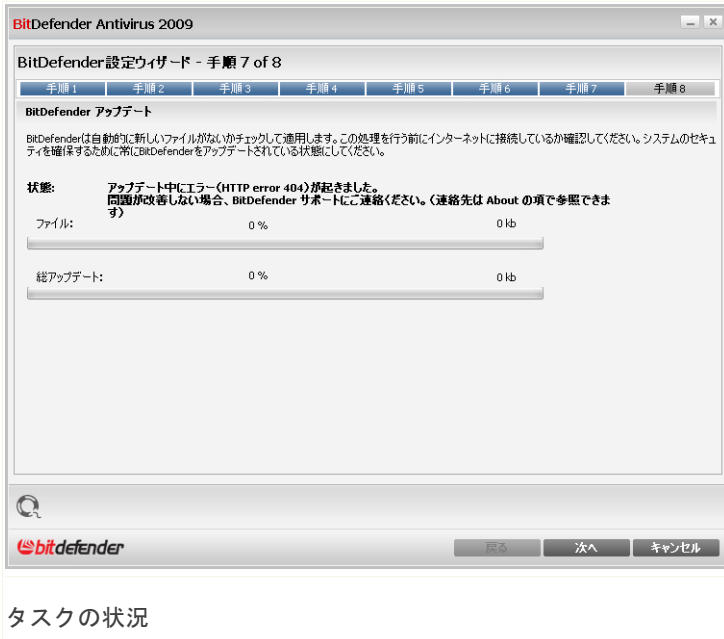 BitDefender Antivirus 2009
BitDefender設定ウィザード - 手順 7 of 8
手順 1 手順 2 手順 3 手順 4 手順 5 手順 6 手順 7 手順 8
BitDefender アップデート
BitDefenderは自動的に新しいファイルがないかチェックして適用します。この処理を行う前にインターネットに接続しているか確認してください。システムのセキュ
ティを確保するために常にBitDefenderをアップデートされている状態にしてください。
状態: アップデート中にエラー(HTTP error 404)が起きました。
問題が改善しない場合、BitDefender サポートにご連絡ください。(連絡先は About の項で参照できま
す)
ファイル: 0 % 0 kb
総アップデート: 0 % 0 kb
bitdefender
戻る 次へ キャンセル
タスクの状況